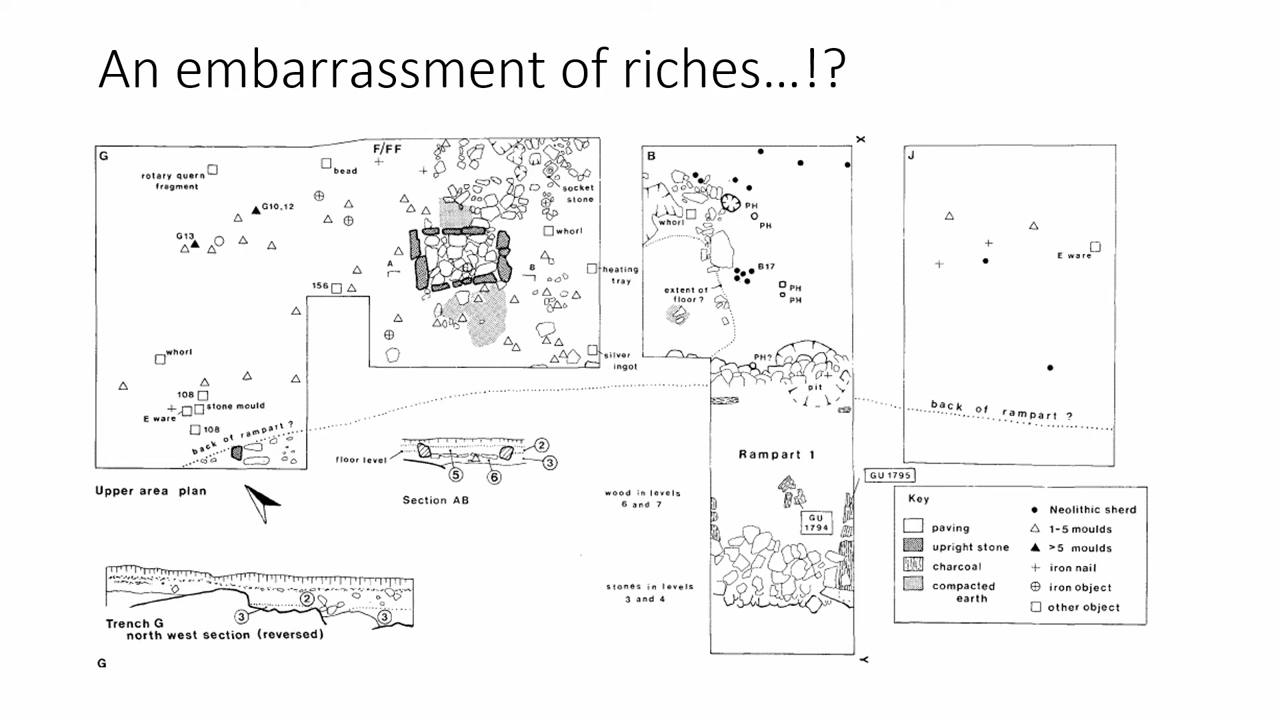 An embarrassment of riches...!?
G
rotary quern
fragment
bead
F/FF
G10,12
G13
socket
stone
whorl
A
B
heating
tray
156
silver
ingot
whorl
108
stone mould
E ware
108
back of rampart ?
Upper area plan
floor level
2
3
5
6
Section AB
B
X
PH
PH
whorl
B17
extent of
floor?
PH
PH
PH?
pit
Rampart 1
wood in levels
6 and 7
GU
1794
GU 1795
stones in levels
3 and 4
Y
J
E ware
back of rampart ?
Key
paving
upright stone
charcoal
compacted
earth
Neolithic sherd
1-5 moulds
>5 moulds
iron nail
iron object
other object
2
3
3
Trench G
north west section (reversed)
G